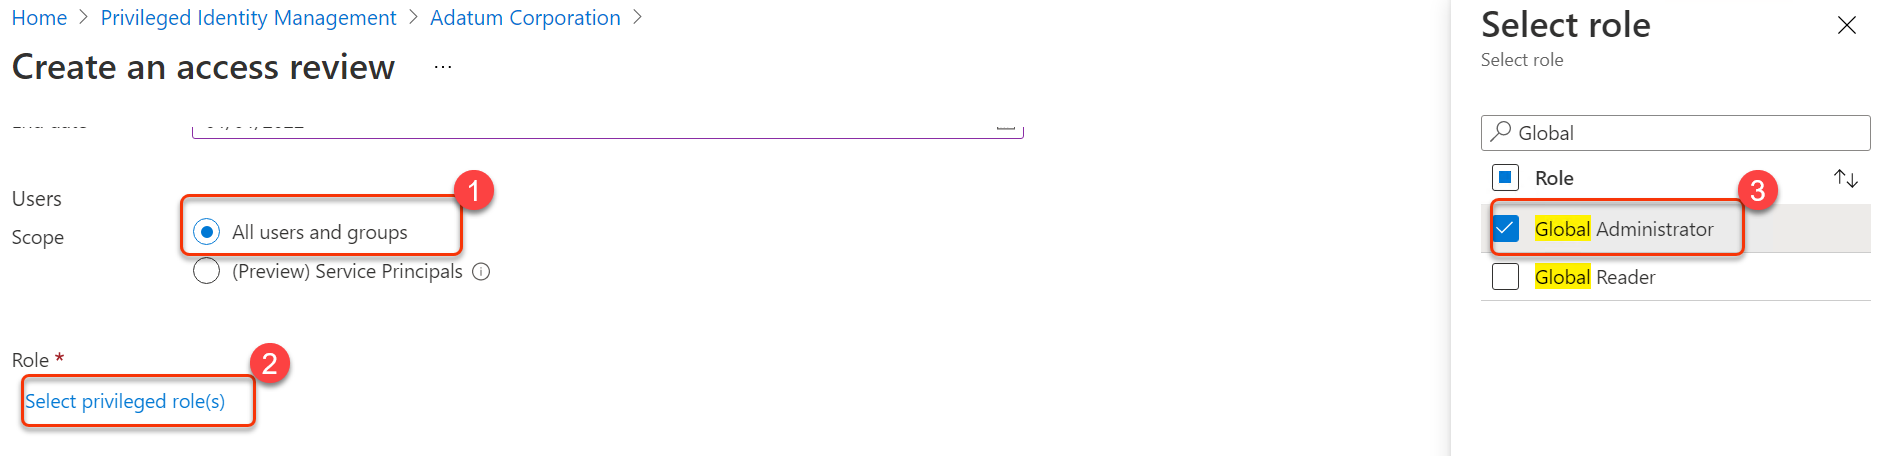 Home > Privileged Identity Management > Adatum Corporation >
Create an access review ...
Users
Scope
1
All users and groups
(Preview) Service Principals
Role *
2
Select privileged role(s)
Select role
Select role
Global
Role
3
Global Administrator
Global Reader